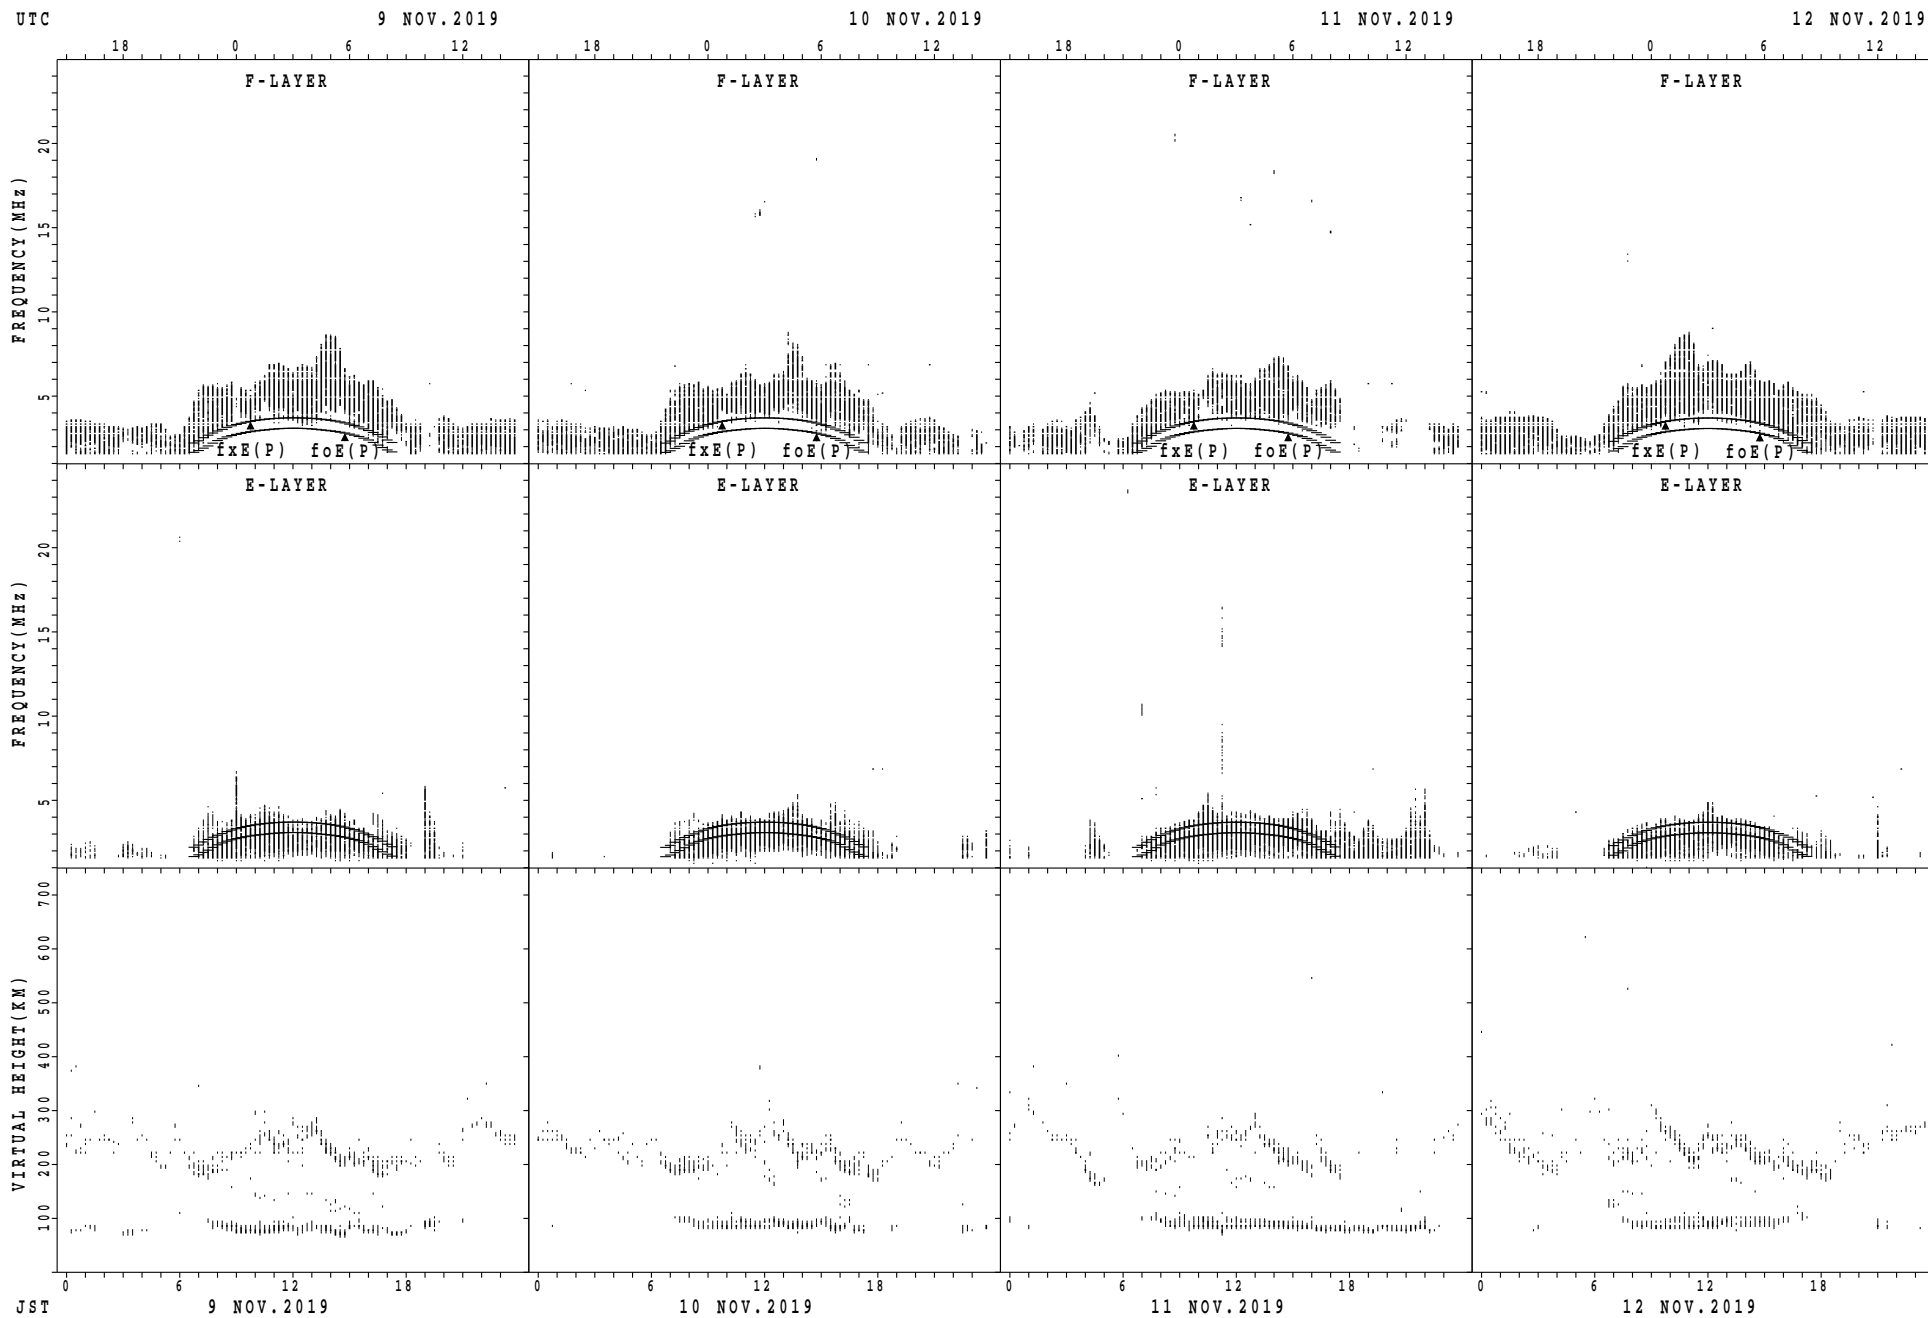 UTC 9 NOV.2019 10 NOV.2019 11 NOV.2019 12 NOV.2019
18 0 6 12 18 0 6 12 18 0 6 12 18 0 6 12
F-LAYER F-LAYER F-LAYER F-LAYER
FREQUENCY(MHz)
20
15
10
5
fxE(P) foE(P) fxE(P) foE(P) fxE(P) foE(P) fxE(P) foE(P)
E-LAYER E-LAYER E-LAYER E-LAYER
FREQUENCY(MHz)
20
15
10
5
VIRTUAL HEIGHT(KM)
700
600
500
400
300
200
100
0 6 12 18 0 6 12 18 0 6 12 18 0 6 12 18
JST 9 NOV.2019 10 NOV.2019 11 NOV.2019 12 NOV.2019